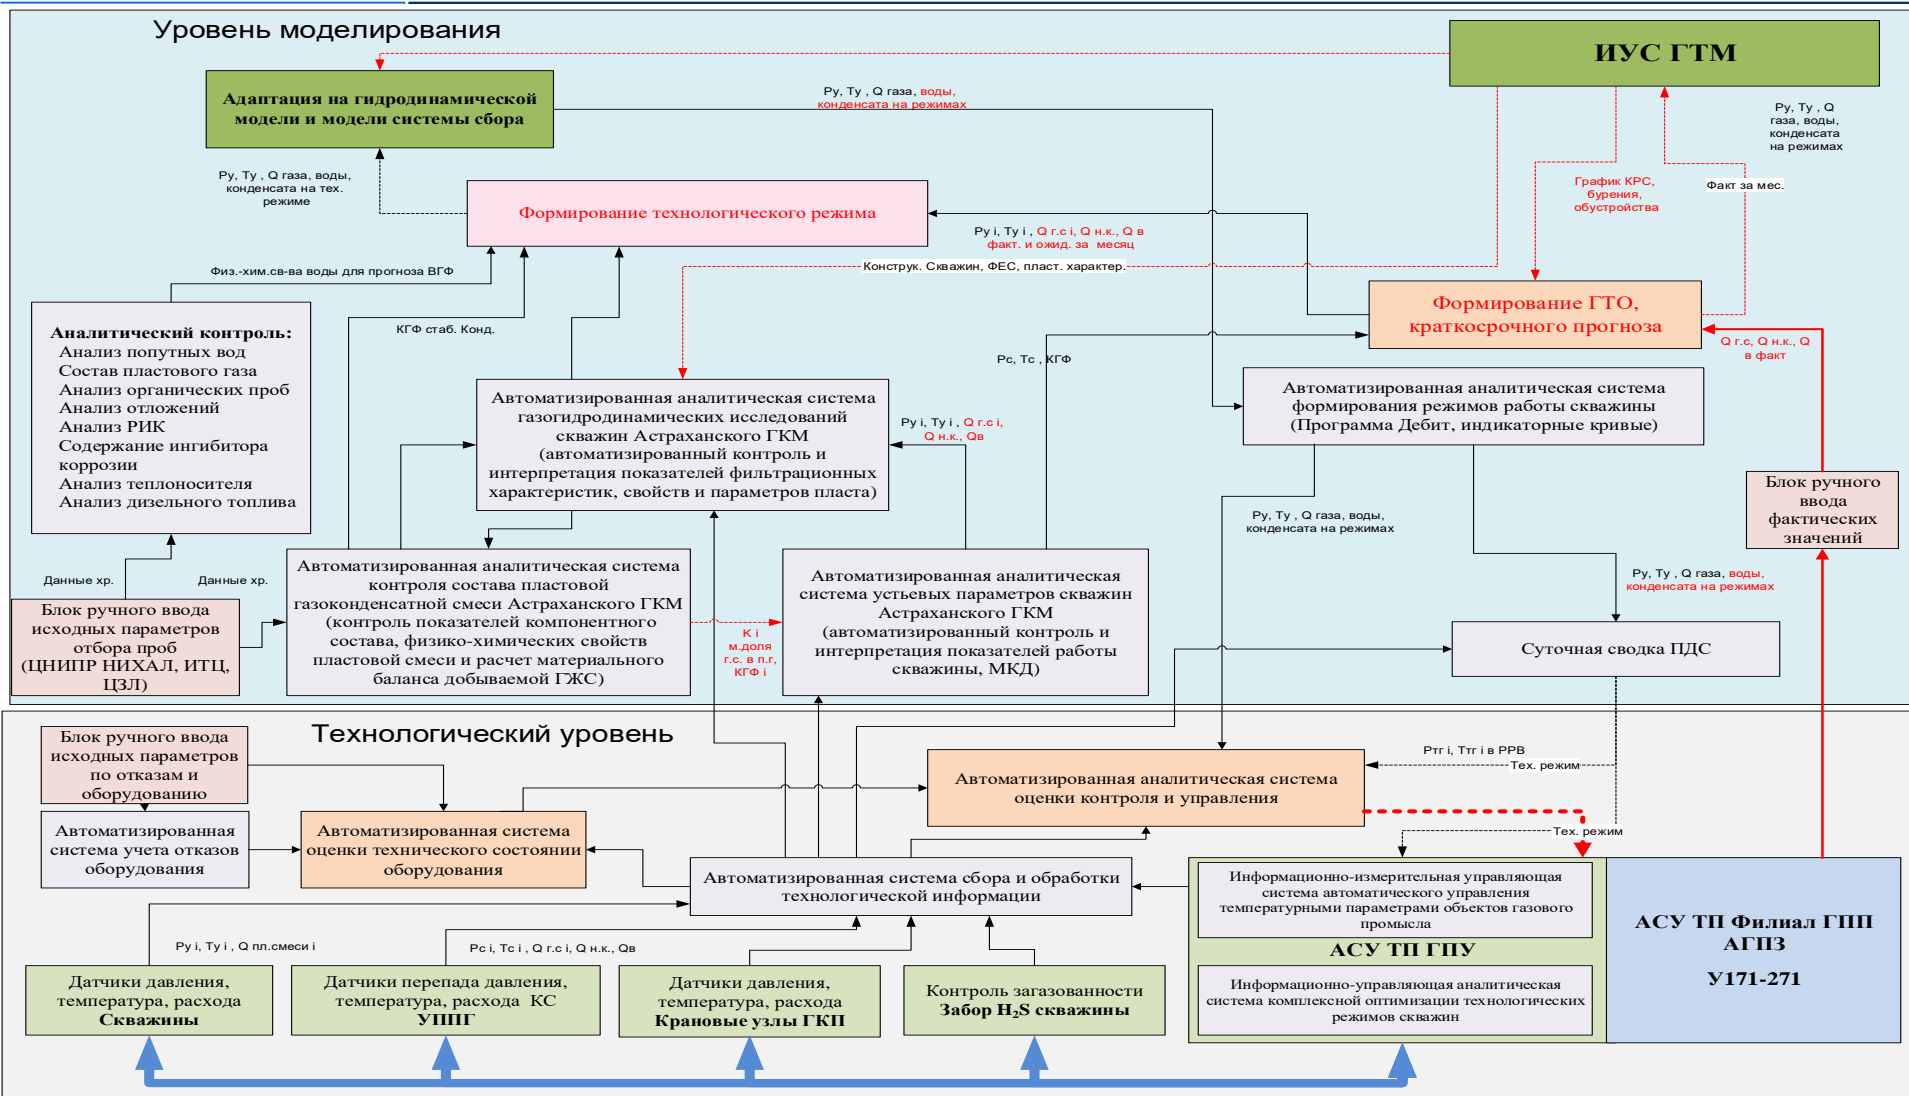 Уровень моделирования
ИУС ГТМ
Адаптация на гидродинамической
модели и модели системы сбора
Ру, Ту , Q газа, воды,
конденсата на режимах
Ру, Ту , Q
газа, воды,
конденсата
на режимах
Ру, Ту , Q газа, воды,
конденсата на тех.
режиме
Формирование технологического режима
График КРС,
бурения,
обустройства
Факт за мес.
Ру i, Ту i , Q г.с i, Q н.к., Q в
факт. и ожид. за месяц
Физ.-хим.св-ва воды для прогноза ВГФ
Конструк. Скважин, ФЕС, пласт. характер.
Формирование ГТО,
краткосрочного прогноза
Аналитический контроль:
Анализ попутных вод
Состав пластового газа
Анализ органических проб
Анализ отложений
Анализ РИК
Содержание ингибитора
коррозии
Анализ теплоносителя
Анализ дизельного топлива
КГФ стаб. Конд.
Рс, Тс , КГФ
Q г.с, Q н.к., Q
в факт
Автоматизированная аналитическая система
газогидродинамических исследований
скважин Астраханского ГКМ
(автоматизированный контроль и
интерпретация показателей фильтрационных
характеристик, свойств и параметров пласта)
Ру i, Ту i , Q г.с i,
Q н.к., Qв
Автоматизированная аналитическая система
формирования режимов работы скважины
(Программа Дебит, индикаторные кривые)
Блок ручного
ввода
фактических
значений
Ру, Ту , Q газа, воды,
конденсата на режимах
Данные хр.
Данные хр.
Блок ручного ввода
исходных параметров
отбора проб
(ЦНИПР НИХАЛ, ИТЦ,
ЦЗЛ)
Автоматизированная аналитическая система
контроля состава пластовой
газоконденсатной смеси Астраханского ГКМ
(контроль показателей компонентного
состава, физико-химических свойств
пластовой смеси и расчет материального
баланса добываемой ГЖС)
К i
м.доля
г.с. в п.г,
КГФ i
Автоматизированная аналитическая
система устьевых параметров скважин
Астраханского ГКМ
(автоматизированный контроль и
интерпретация показателей работы
скважины, МКД)
Ру, Ту , Q газа, воды,
конденсата на режимах
Суточная сводка ПДС
Технологический уровень
Блок ручного ввода
исходных параметров
по отказам и
оборудованию
Автоматизированная аналитическая система
оценки контроля и управления
Ртг i, Ттг i в РРВ
Тех. режим
Автоматизированная
система учета отказов
оборудования
Автоматизированная система
оценки технического состоянии
оборудования
Тех. режим
Автоматизированная система сбора и обработки
технологической информации
Информационно-измерительная управляющая
система автоматического управления
температурными параметрами объектов газового
промысла
АСУ ТП ГПУ
Информационно-управляющая аналитическая
система комплексной оптимизации технологических
режимов скважин
АСУ ТП Филиал ГПП
АГПЗ
У171-271
Ру i, Ту i , Q пл.смеси i
Рс i, Тс i , Q г.с i, Q н.к., Qв
Датчики давления,
температура, расхода
Скважины
Датчики перепада давления,
температура, расхода КС
УППГ
Датчики давления,
температура, расхода
Крановые узлы ГКП
Контроль загазованности
Забор H₂S скважины